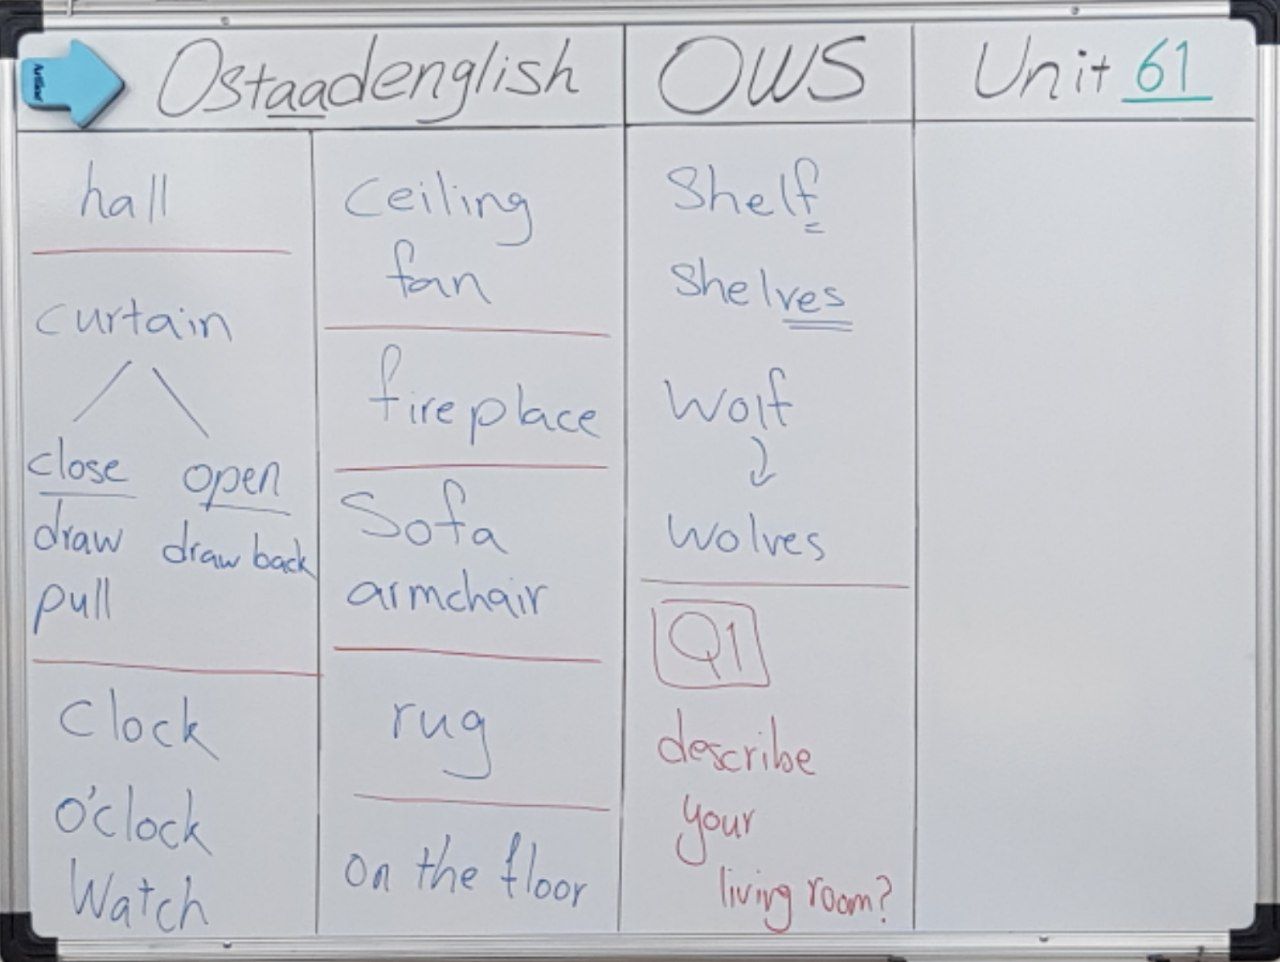 Ostaadenglish
OWS
Unit 61
hall
curtain
close open
draw draw back
pull
Clock
o'clock
Watch
Ceiling
fan
fireplace
Sofa
armchair
rug
on the floor
Shelf
Shelves
Wolf
Wolves
Q1
describe
your
living room?